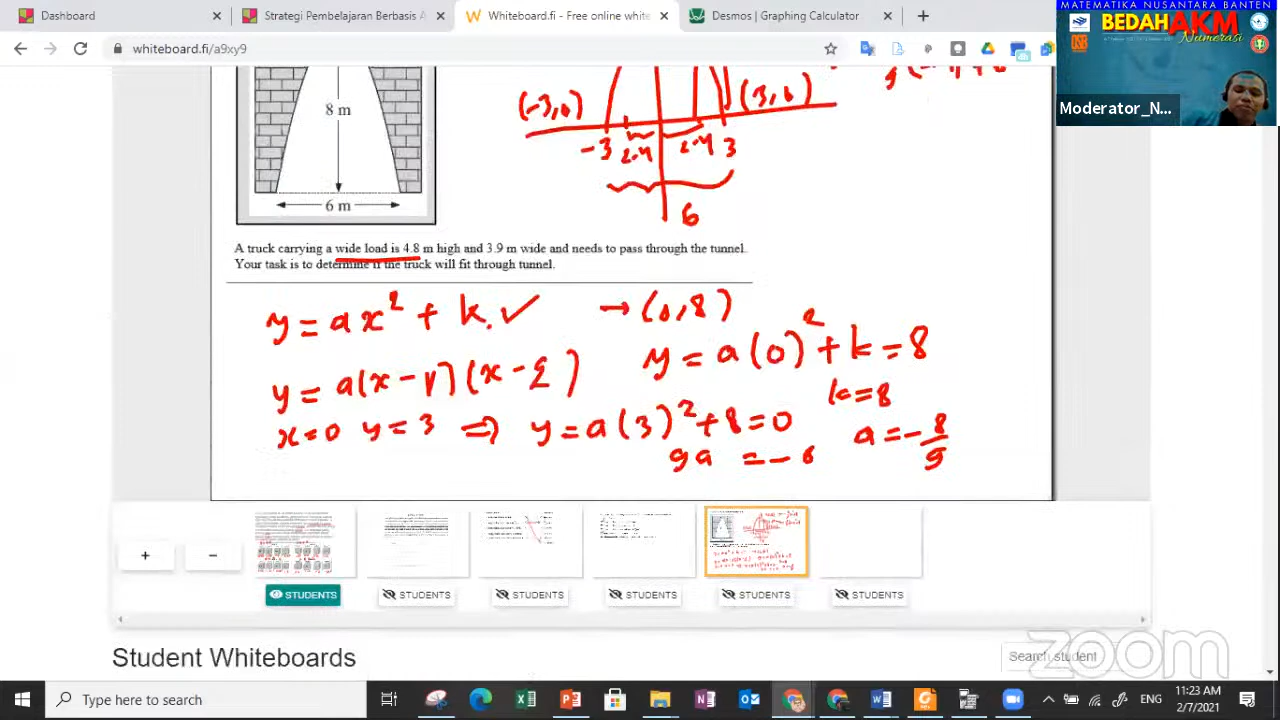 Dashboard
Strategi Pembelajaran Berbasis A
Whiteboard.fi - Free online white
Desmos | Graphing Calculator
whiteboard.fi/a9xy9
MATEMATIKA NUSANTARA BANTEN
BEDAH AKM
Numerasi
Moderator_N...
8 m
6 m
(-3,0)
(3,0)
-3
2.4
2.4
3
6
A truck carrying a wide load is 4.8 m high and 3.9 m wide and needs to pass through the tunnel.
Your task is to determine if the truck will fit through tunnel.
y = ax² + k. ✓ → (0,8)
y = a(0)² + k = 8
y = a(x - p)(x - q)
k = 8
x = 0 y = 3 ⇒ y = a(3)² + 8 = 0
a = -8/9
9a = -8
+
-
STUDENTS
STUDENTS
STUDENTS
STUDENTS
STUDENTS
STUDENTS
Student Whiteboards
Search student
zoom
Type here to search
ENG
11:23 AM
2/7/2021